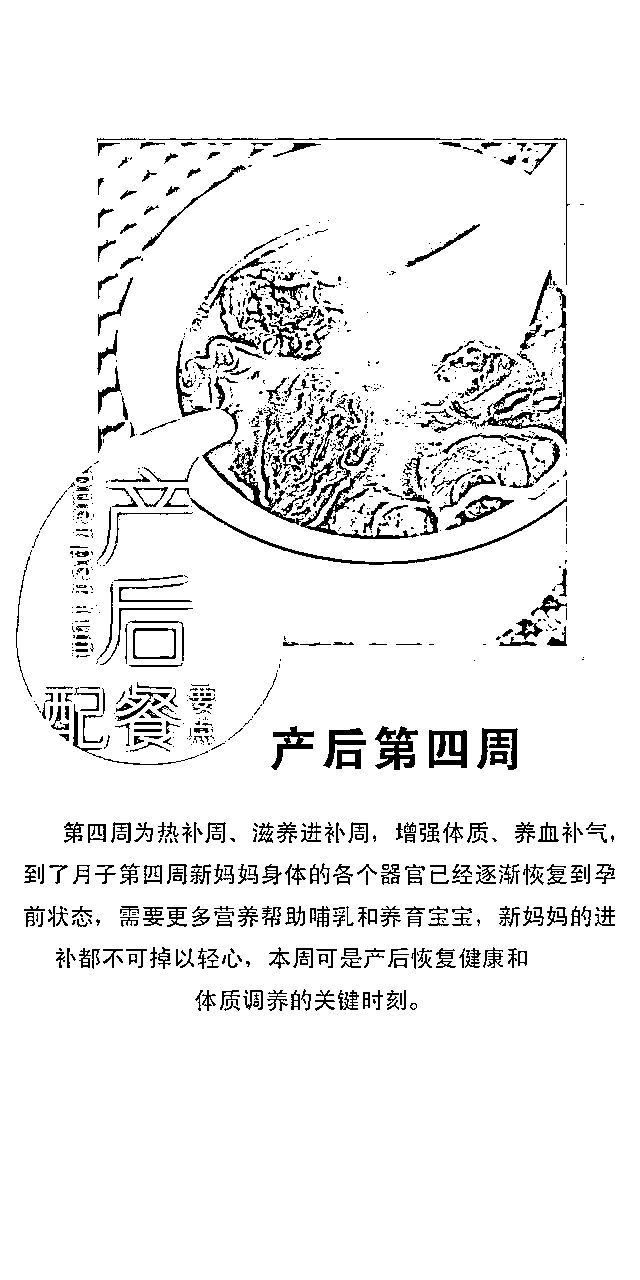 puerperium
产后
配餐要点
产后第四周
第四周为热补周、滋养进补周，增强体质、养血补气，
到了月子第四周新妈妈身体的各个器官已经逐渐恢复到孕
前状态，需要更多营养帮助哺乳和养育宝宝，新妈妈的进
补都不可掉以轻心，本周可是产后恢复健康和
体质调养的关键时刻。